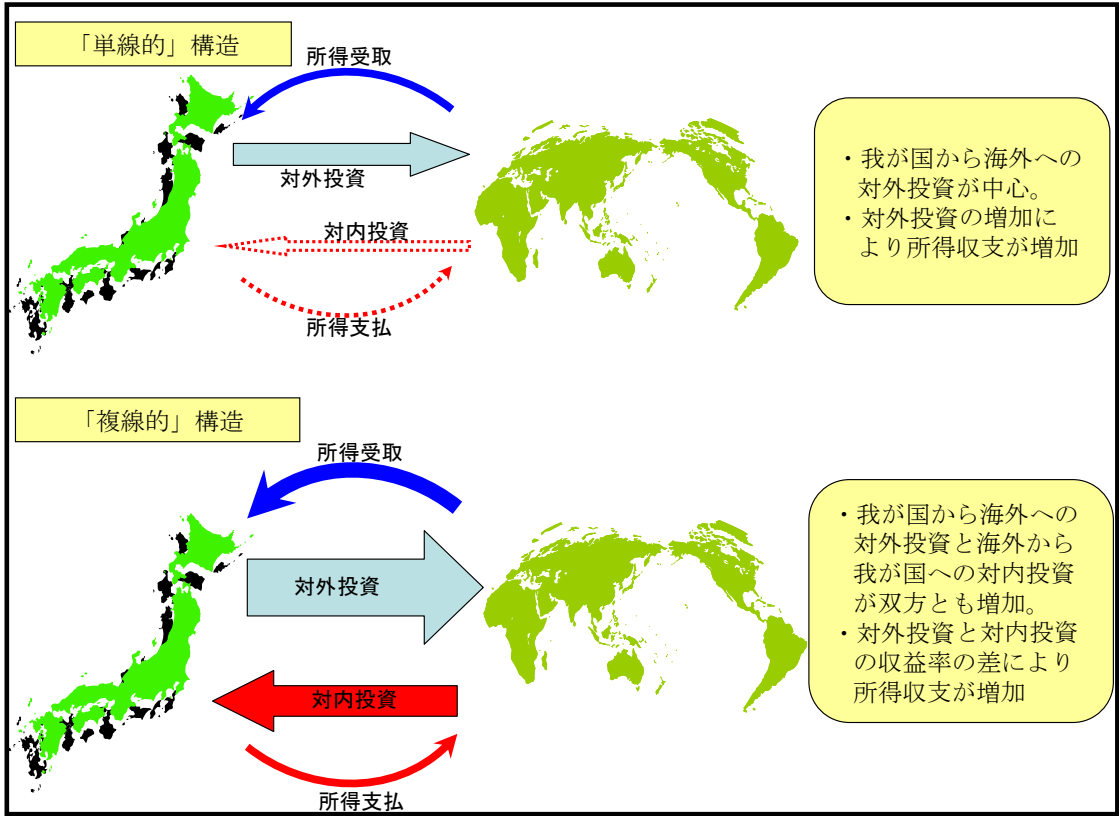 「単線的」構造
所得受取
対外投資
対内投資
所得支払
・我が国から海外への
対外投資が中心。
・対外投資の増加に
より所得収支が増加
「複線的」構造
所得受取
対外投資
対内投資
所得支払
・我が国から海外への
対外投資と海外から
我が国への対内投資
が双方とも増加。
・対外投資と対内投資
の収益率の差により
所得収支が増加